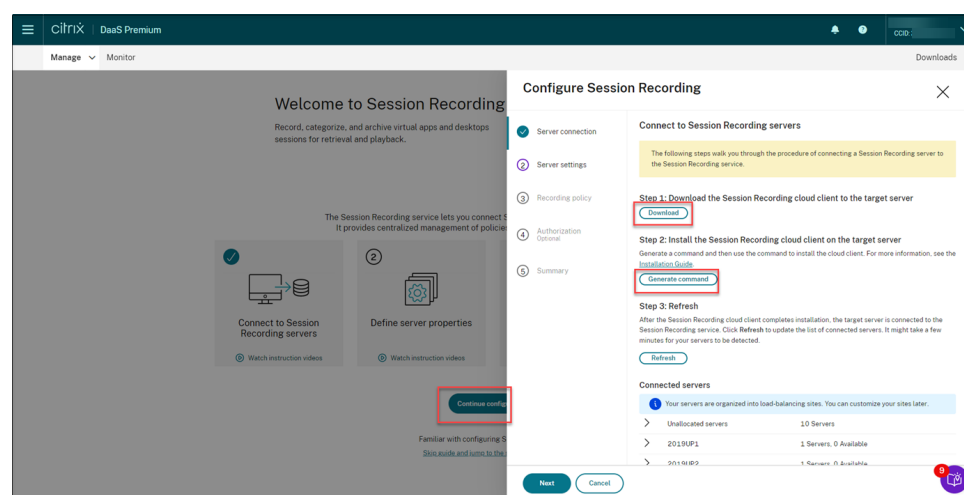 citrix | DaaS Premium
CCID:
Manage Monitor Downloads
Welcome to Session Recording
Record, categorize, and archive virtual apps and desktops
sessions for retrieval and playback.
The Session Recording service lets you connect
It provides centralized management of policie
2
Connect to Session
Recording servers
Watch instruction videos
Define server properties
Watch instruction videos
Continue config
Familiar with configuring S
Skip guide and jump to the
Configure Session Recording
Server connection
2 Server settings
3 Recording policy
4 Authorization
Optional
5 Summary
Connect to Session Recording servers
The following steps walk you through the procedure of connecting a Session Recording server to
the Session Recording service.
Step 1: Download the Session Recording cloud client to the target server
Download
Step 2: Install the Session Recording cloud client on the target server
Generate a command and then use the command to install the cloud client. For more information, see the
Installation Guide.
Generate command
Step 3: Refresh
After the Session Recording cloud client completes installation, the target server is connected to the
Session Recording service. Click Refresh to update the list of connected servers. It might take a few
minutes for your servers to be detected.
Refresh
Connected servers
Your servers are organized into load-balancing sites. You can customize your sites later.
Unallocated servers 10 Servers
2019UP1 1 Servers, 0 Available
2019UP2 1 Servers, 0 Available
Next Cancel
9